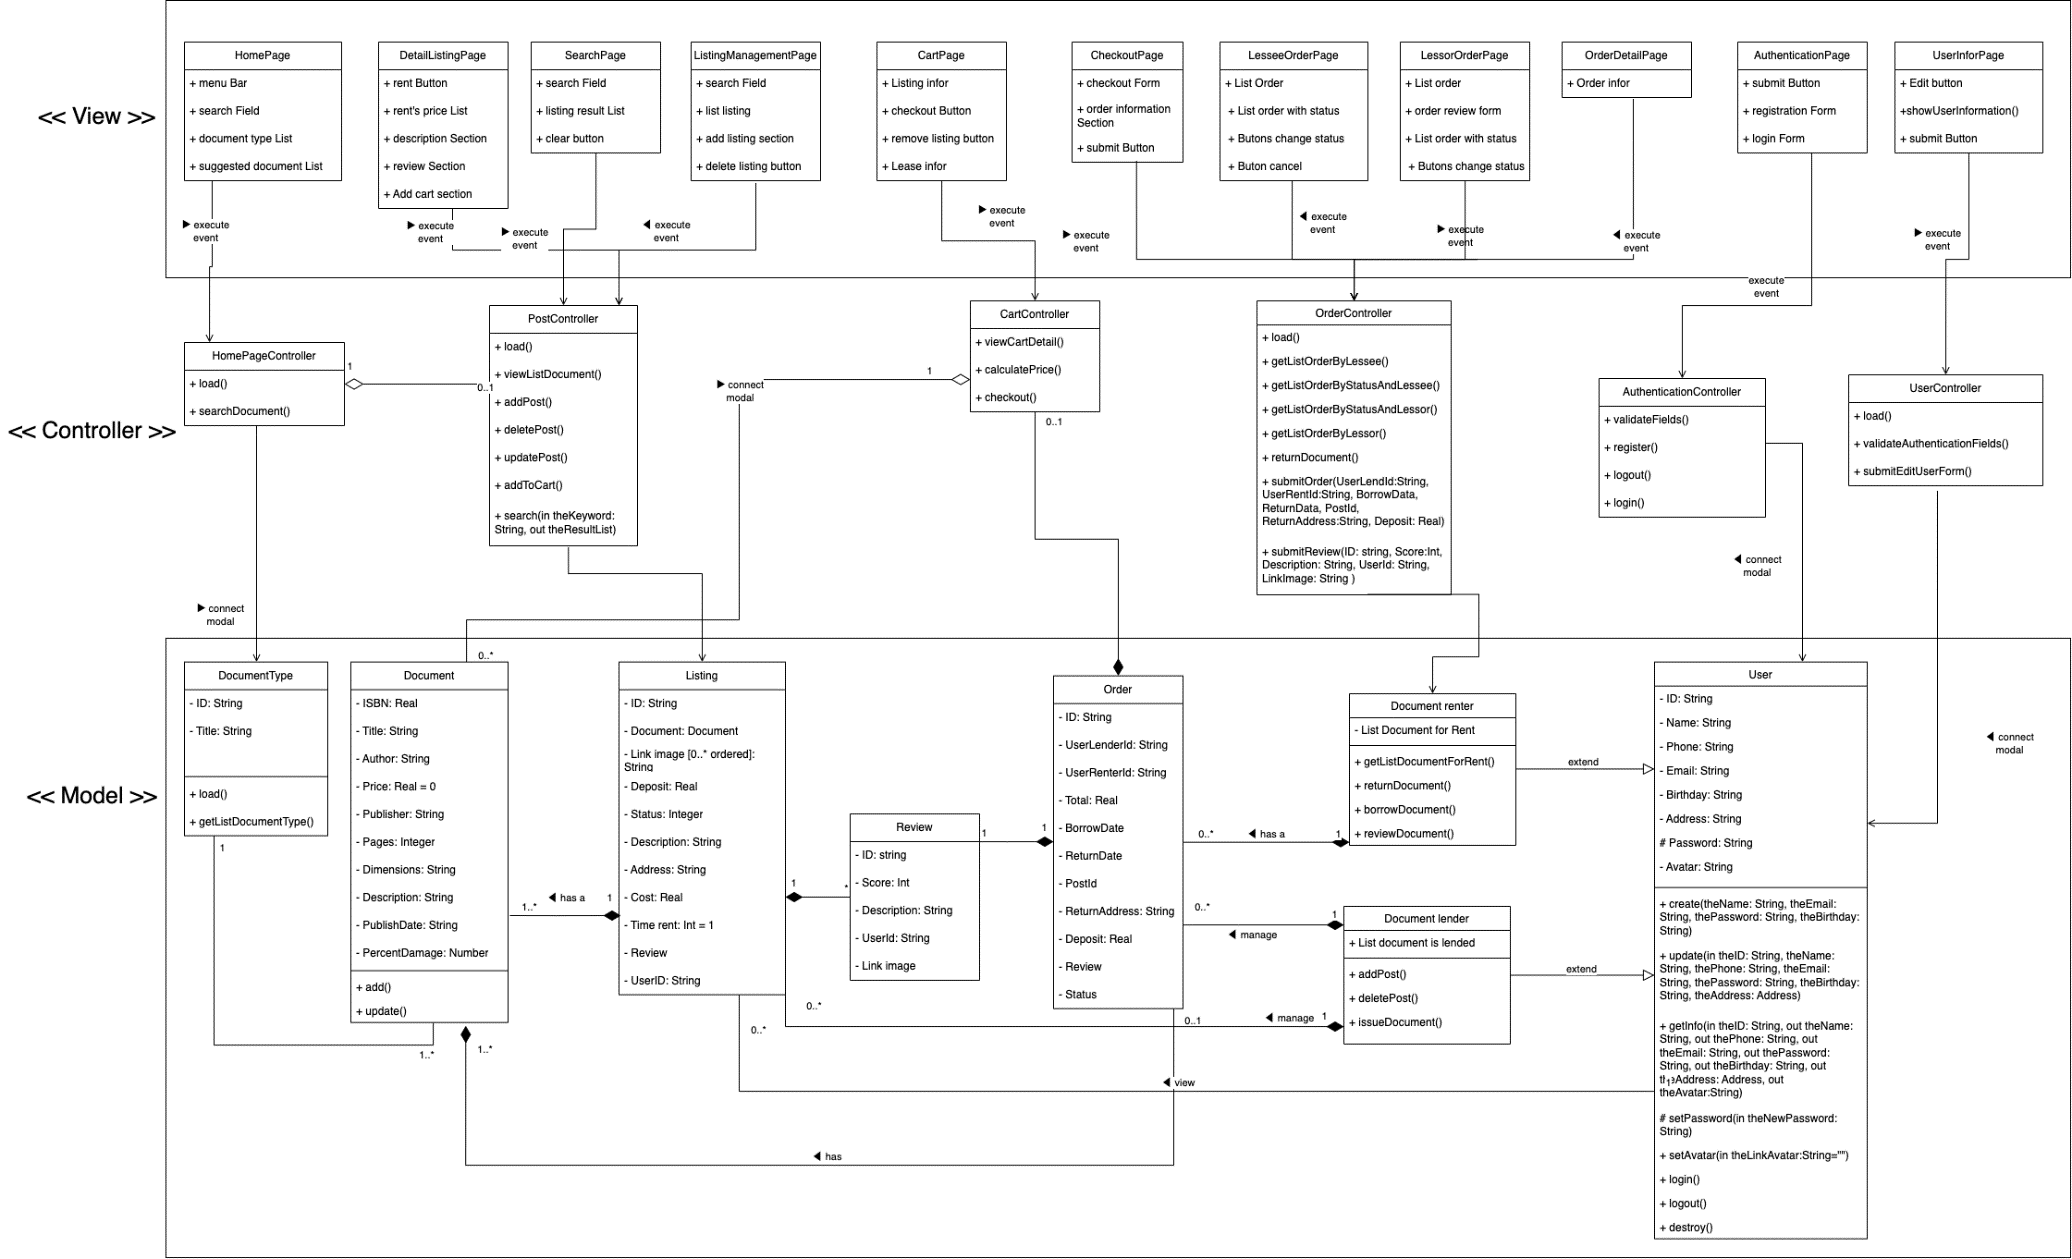 << View >>
HomePage
+ menu Bar
+ search Field
+ document type List
+ suggested document List
DetailListingPage
+ rent Button
+ rent's price List
+ description Section
+ review Section
+ Add cart section
SearchPage
+ search Field
+ listing result List
+ clear button
ListingManagementPage
+ search Field
+ list listing
+ add listing section
+ delete listing button
CartPage
+ Listing infor
+ checkout Button
+ remove listing button
+ Lease infor
CheckoutPage
+ checkout Form
+ order information
Section
+ submit Button
LesseeOrderPage
+ List Order
+ List order with status
+ Butons change status
+ Buton cancel
LessorOrderPage
+ List order
+ order review form
+ List order with status
+ Butons change status
OrderDetailPage
+ Order infor
AuthenticationPage
+ submit Button
+ registration Form
+ login Form
UserInforPage
+ Edit button
+showUserInformation()
+ submit Button
execute
event
execute
event
execute
event
execute
event
execute
event
execute
event
execute
event
execute
event
execute
event
execute
event
execute
event
<< Controller >>
HomePageController
+ load()
+ searchDocument()
1
0..1
PostController
+ load()
+ viewListDocument()
+ addPost()
+ deletePost()
+ updatePost()
+ addToCart()
+ search(in theKeyword:
String, out theResultList)
connect
modal
1
CartController
+ viewCartDetail()
+ calculatePrice()
+ checkout()
0..1
OrderController
+ load()
+ getListOrderByLessee()
+ getListOrderByStatusAndLessee()
+ getListOrderByStatusAndLessor()
+ getListOrderByLessor()
+ returnDocument()
+ submitOrder(UserLendId:String,
UserRentId:String, BorrowData,
ReturnData, PostId,
ReturnAddress:String, Deposit: Real)
+ submitReview(ID: string, Score:Int,
Description: String, UserId: String,
LinkImage: String )
AuthenticationController
+ validateFields()
+ register()
+ logout()
+ login()
UserController
+ load()
+ validateAuthenticationFields()
+ submitEditUserForm()
connect
modal
connect
modal
connect
modal
<< Model >>
DocumentType
- ID: String
- Title: String
+ load()
+ getListDocumentType()
1
0..*
Document
- ISBN: Real
- Title: String
- Author: String
- Price: Real = 0
- Publisher: String
- Pages: Integer
- Dimensions: String
- Description: String
- PublishDate: String
- PercentDamage: Number
+ add()
+ update()
1..*
1..*
1..*
has a
1
Listing
- ID: String
- Document: Document
- Link image [0..* ordered]:
String
- Deposit: Real
- Status: Integer
- Description: String
- Address: String
- Cost: Real
- Time rent: Int = 1
- Review
- UserID: String
0..*
0..*
1
*
Review
- ID: string
- Score: Int
- Description: String
- UserId: String
- Link image
1
1
Order
- ID: String
- UserLenderId: String
- UserRenterId: String
- Total: Real
- BorrowDate
- ReturnDate
- PostId
- ReturnAddress: String
- Deposit: Real
- Review
- Status
0..*
has a
1
0..*
manage
1
0..1
manage
1
Document renter
- List Document for Rent
+ getListDocumentForRent()
+ returnDocument()
+ borrowDocument()
+ reviewDocument()
Document lender
+ List document is lended
+ addPost()
+ deletePost()
+ issueDocument()
extend
extend
view
has
User
- ID: String
- Name: String
- Phone: String
- Email: String
- Birthday: String
- Address: String
# Password: String
- Avatar: String
+ create(theName: String, theEmail:
String, thePassword: String, theBirthday:
String)
+ update(in theID: String, theName:
String, thePhone: String, theEmail:
String, thePassword: String, theBirthday:
String, theAddress: Address)
+ getInfo(in theID: String, out theName:
String, out thePhone: String, out
theEmail: String, out thePassword:
String, out theBirthday: String, out
Address: Address, out
theAvatar:String)
# setPassword(in theNewPassword:
String)
+ setAvatar(in theLinkAvatar:String="")
+ login()
+ logout()
+ destroy()